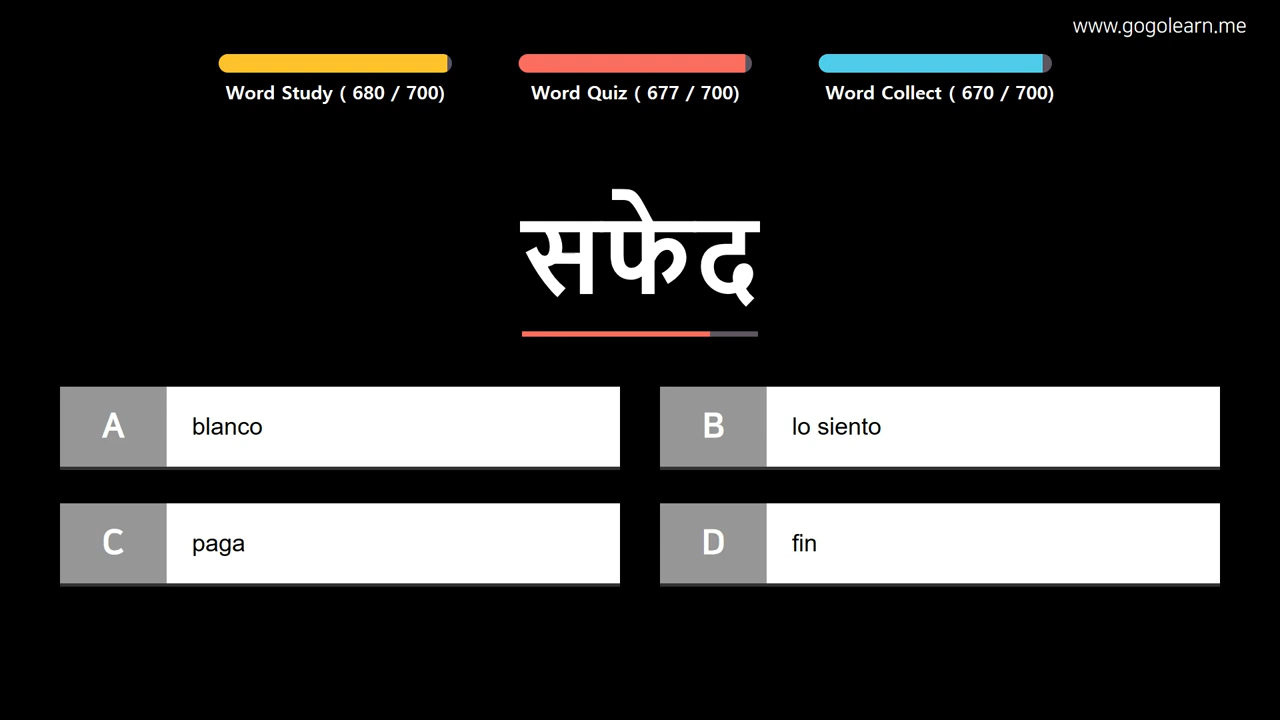 www.gogolearn.me
Word Study ( 680 / 700)
Word Quiz ( 677 / 700)
Word Collect ( 670 / 700)
सफेद
A blanco
B lo siento
C paga
D fin